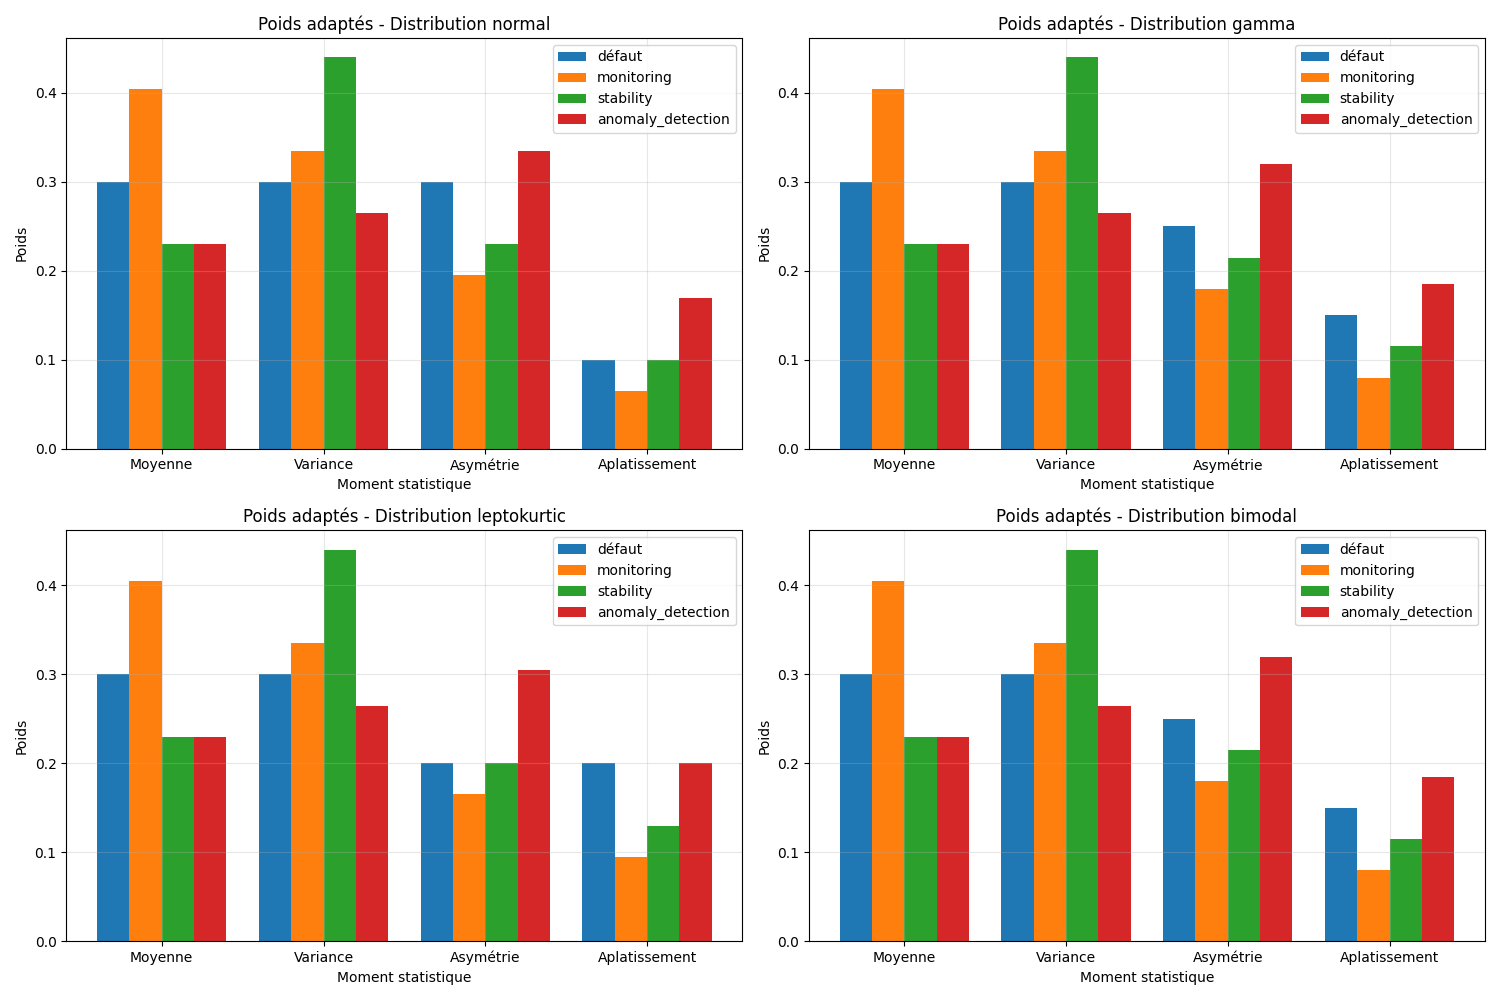 Poids adaptés - Distribution normal
défaut
monitoring
stability
anomaly_detection
Poids
0.4
0.3
0.2
0.1
0.0
Moyenne
Variance
Asymétrie
Aplatissement
Moment statistique
Poids adaptés - Distribution gamma
défaut
monitoring
stability
anomaly_detection
Poids
0.4
0.3
0.2
0.1
0.0
Moyenne
Variance
Asymétrie
Aplatissement
Moment statistique
Poids adaptés - Distribution leptokurtic
défaut
monitoring
stability
anomaly_detection
Poids
0.4
0.3
0.2
0.1
0.0
Moyenne
Variance
Asymétrie
Aplatissement
Moment statistique
Poids adaptés - Distribution bimodal
défaut
monitoring
stability
anomaly_detection
Poids
0.4
0.3
0.2
0.1
0.0
Moyenne
Variance
Asymétrie
Aplatissement
Moment statistique